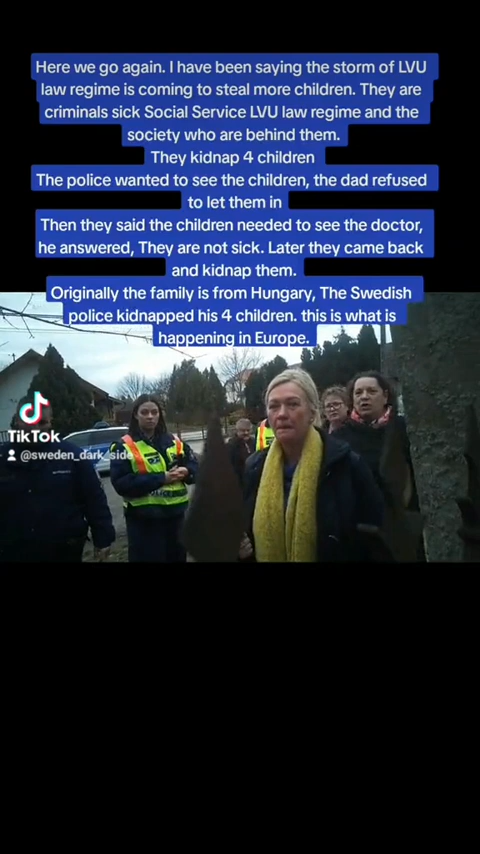 Here we go again. I have been saying the storm of LVU
law regime is coming to steal more children. They are
criminals sick Social Service LVU law regime and the
society who are behind them.
They kidnap 4 children
The police wanted to see the children, the dad refused
to let them in
Then they said the children needed to see the doctor,
he answered, They are not sick. Later they came back
and kidnap them.
Originally the family is from Hungary, The Swedish
police kidnapped his 4 children. this is what is
happening in Europe.
TikTok
@sweden_dark_side